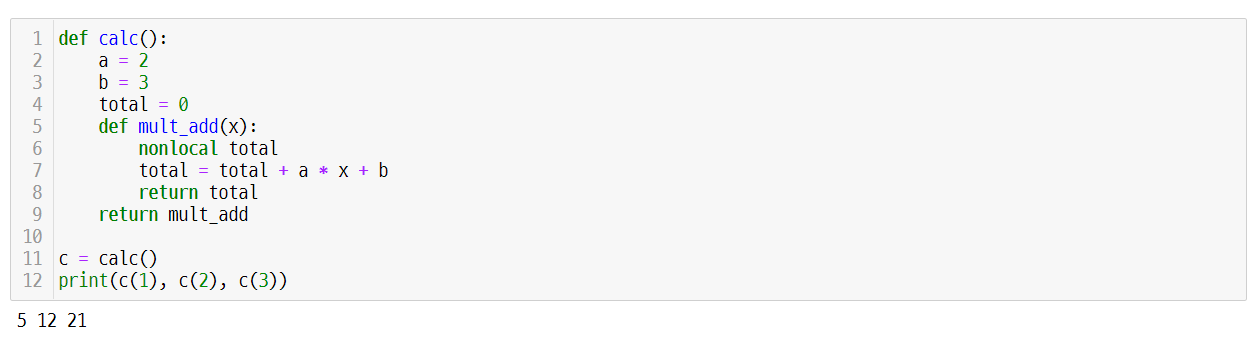 1 def calc():
2     a = 2
3     b = 3
4     total = 0
5     def mult_add(x):
6         nonlocal total
7         total = total + a * x + b
8         return total
9     return mult_add
10
11 c = calc()
12 print(c(1), c(2), c(3))
5 12 21